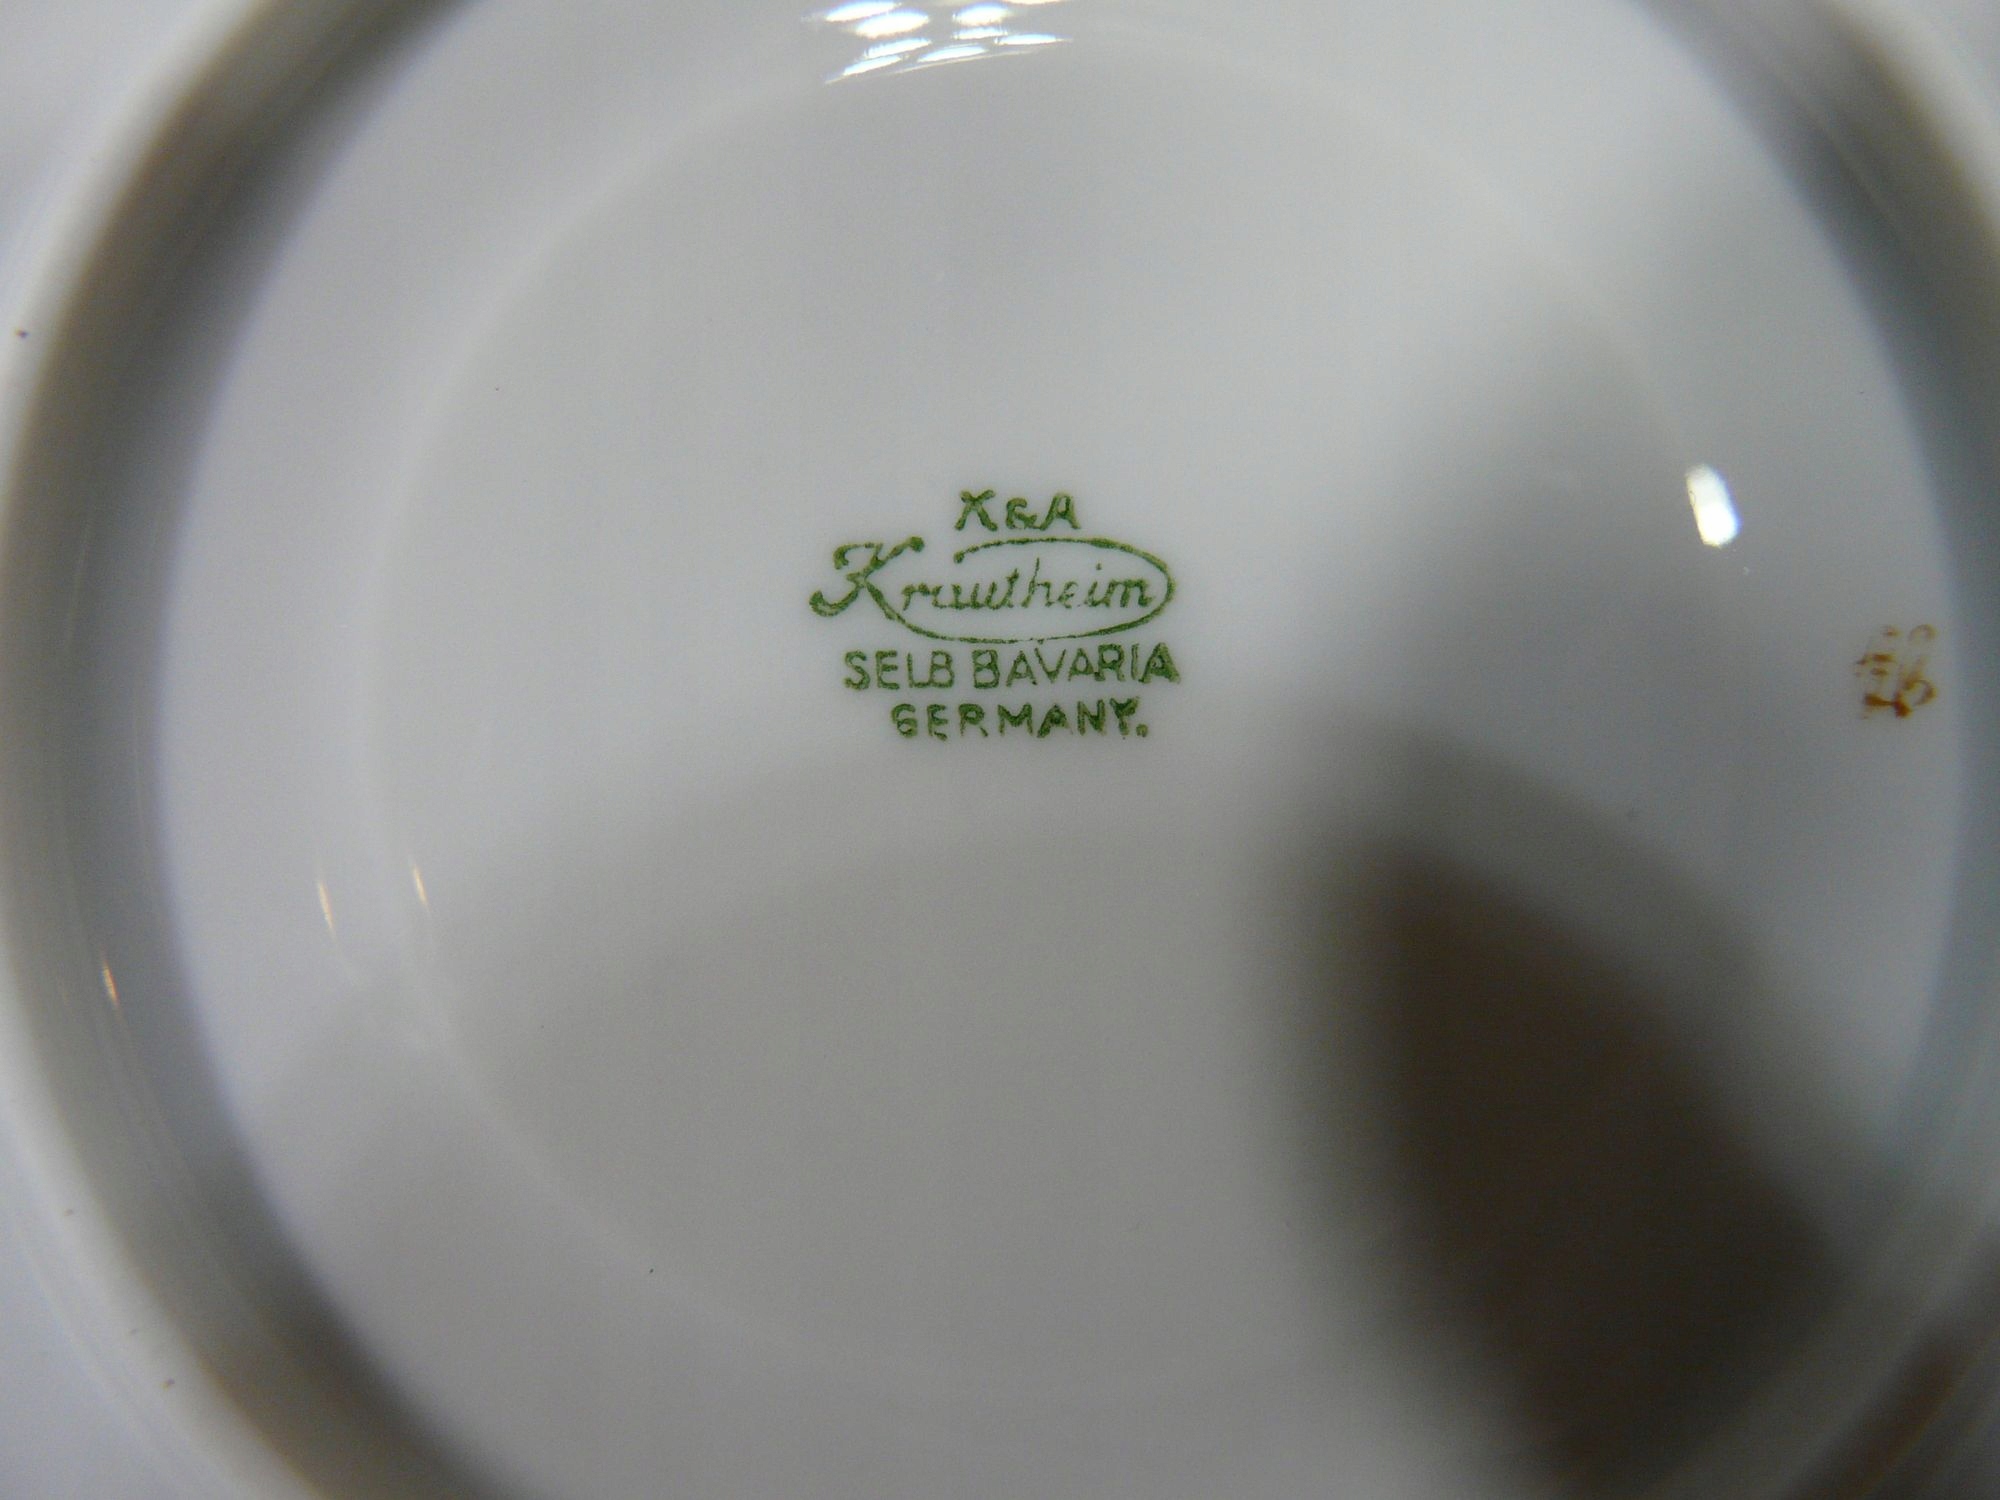 K&A
Krautheim
SELB BAVARIA
GERMANY.